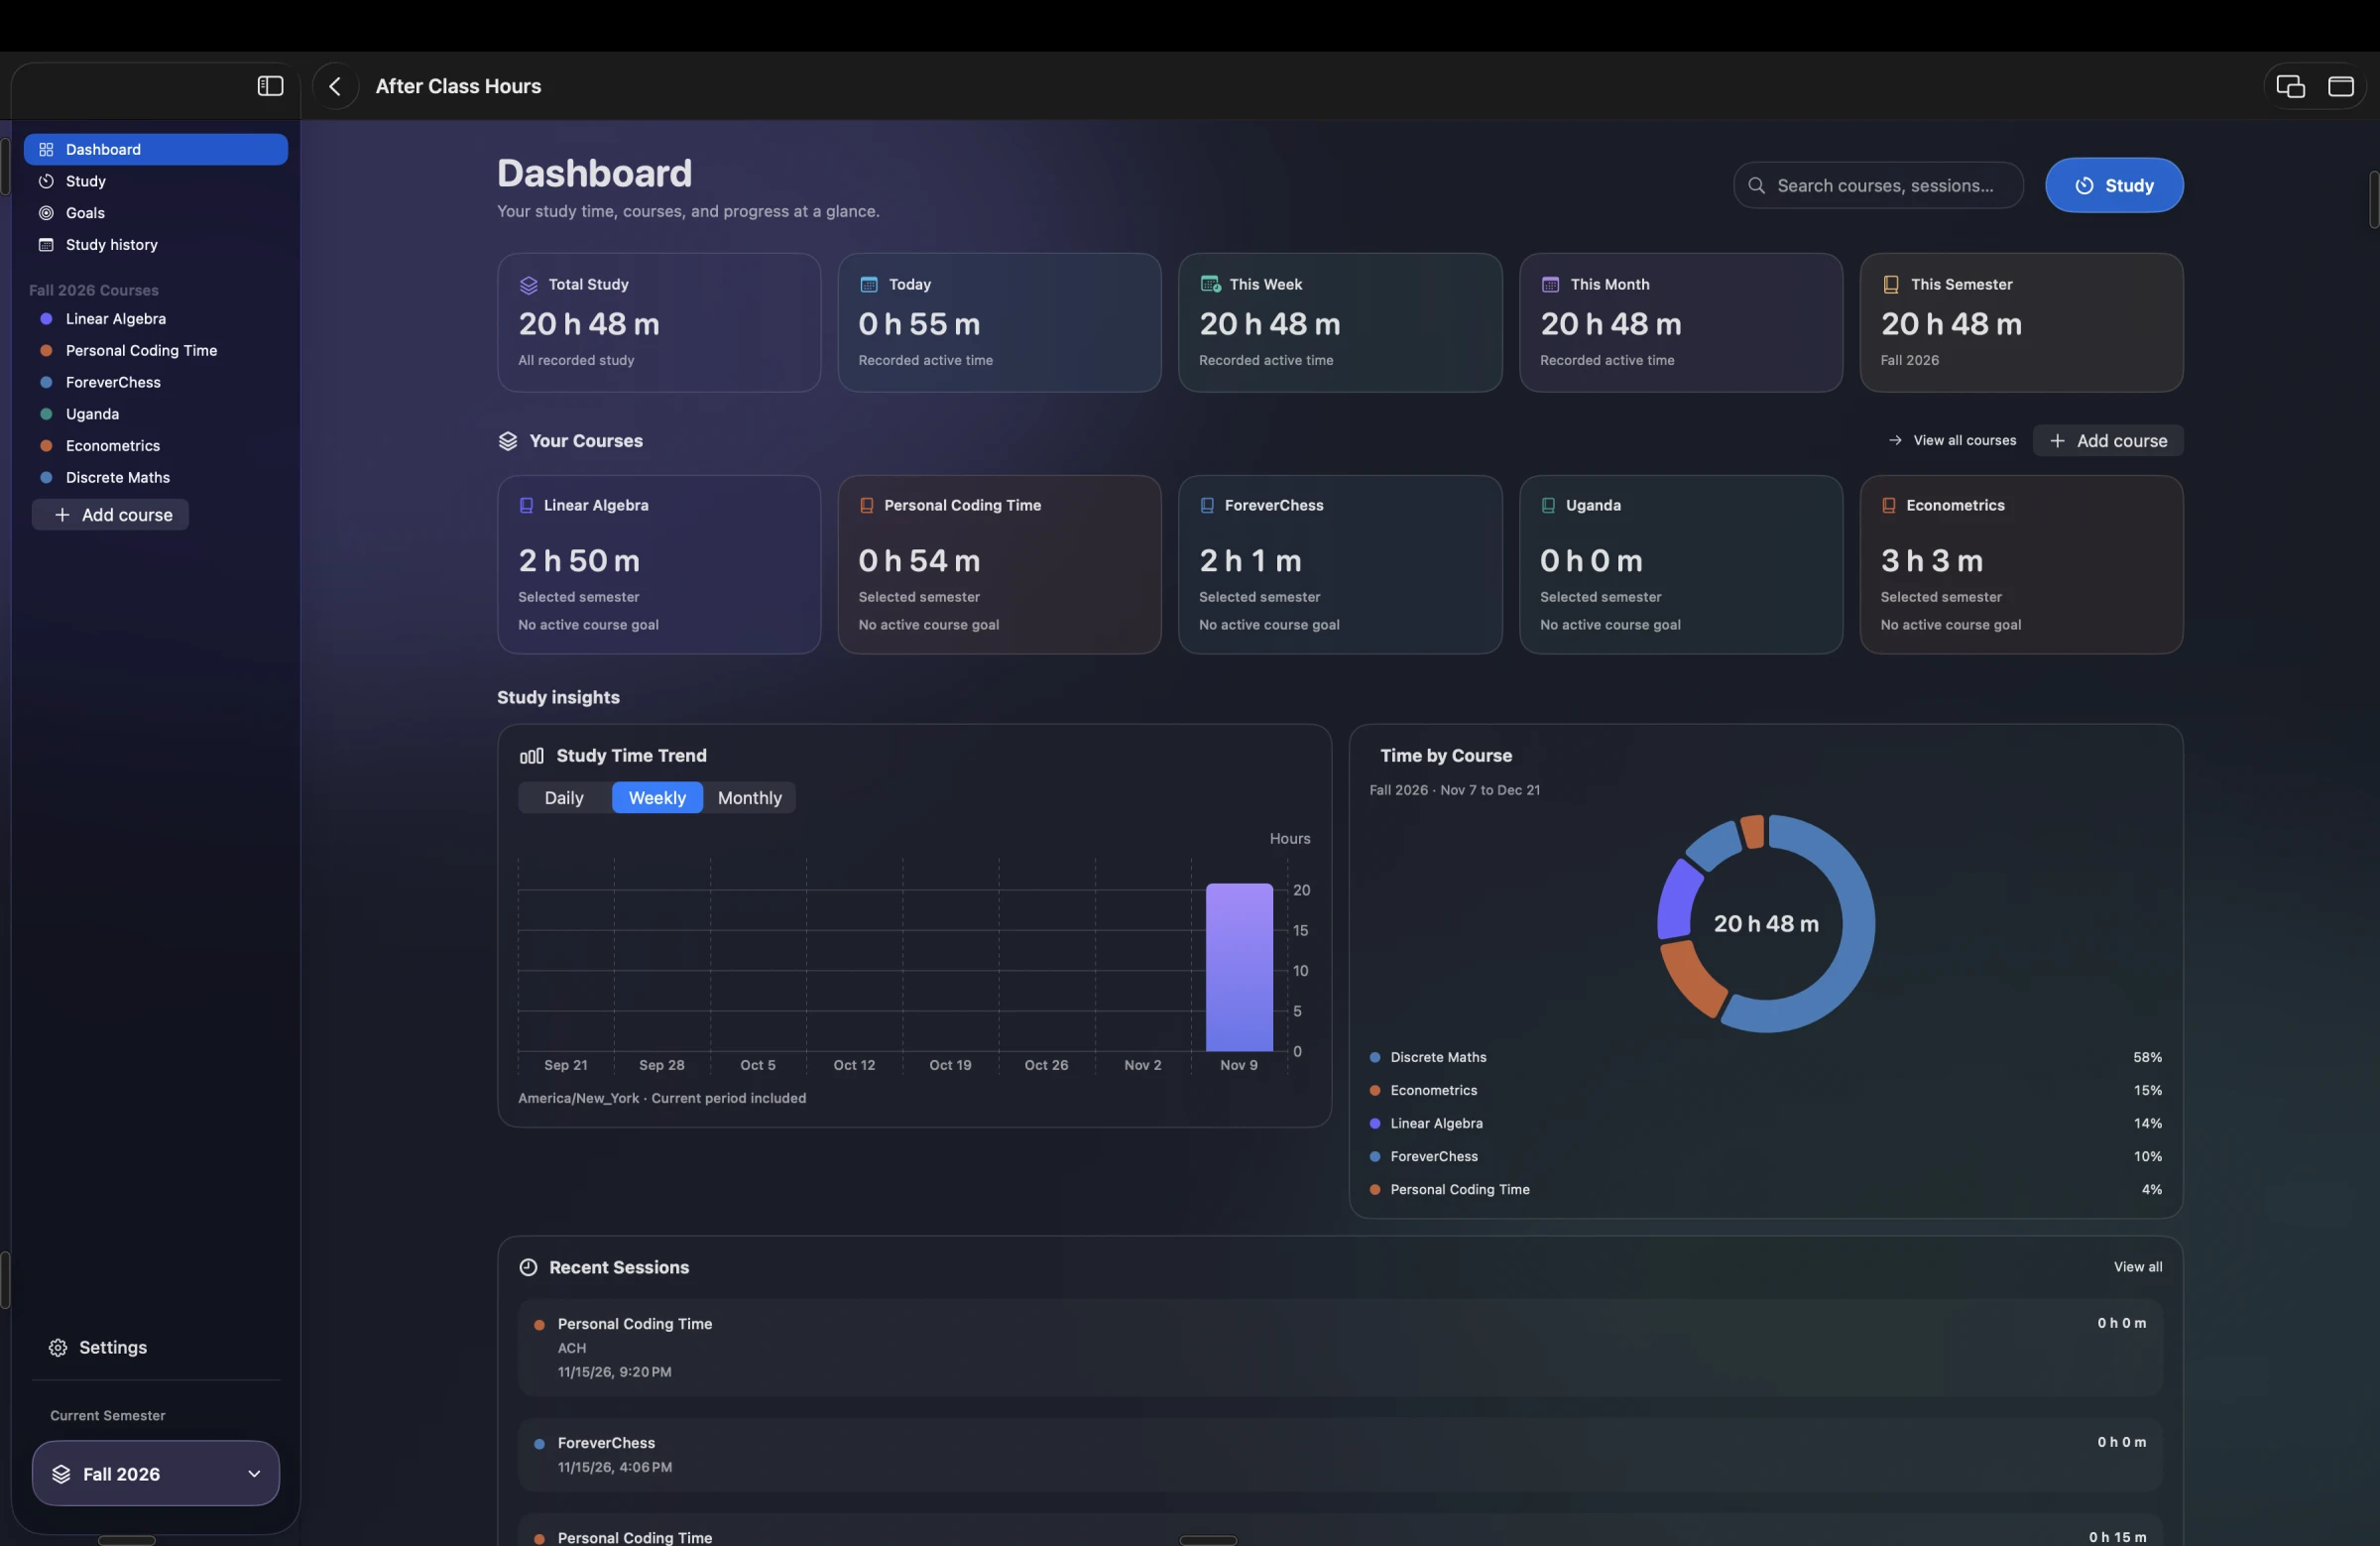 After Class Hours
Dashboard
Study
Goals
Study history
Fall 2026 Courses
Linear Algebra
Personal Coding Time
ForeverChess
Uganda
Econometrics
Discrete Maths
Add course
Settings
Current Semester
Fall 2026
Dashboard
Your study time, courses, and progress at a glance.
Search courses, sessions...
Study
Total Study
20 h 48 m
All recorded study
Today
0 h 55 m
Recorded active time
This Week
20 h 48 m
Recorded active time
This Month
20 h 48 m
Recorded active time
This Semester
20 h 48 m
Fall 2026
Your Courses
View all courses
Add course
Linear Algebra
2 h 50 m
Selected semester
No active course goal
Personal Coding Time
0 h 54 m
Selected semester
No active course goal
ForeverChess
2 h 1 m
Selected semester
No active course goal
Uganda
0 h 0 m
Selected semester
No active course goal
Econometrics
3 h 3 m
Selected semester
No active course goal
Study insights
Study Time Trend
Daily Weekly Monthly
Hours
20
15
10
5
0
Sep 21 Sep 28 Oct 5 Oct 12 Oct 19 Oct 26 Nov 2 Nov 9
America/New_York · Current period included
Time by Course
Fall 2026 · Nov 7 to Dec 21
20 h 48 m
Discrete Maths 58%
Econometrics 15%
Linear Algebra 14%
ForeverChess 10%
Personal Coding Time 4%
Recent Sessions
View all
Personal Coding Time 0 h 0 m
ACH
11/15/26, 9:20 PM
ForeverChess 0 h 0 m
11/15/26, 4:06 PM
Personal Coding Time 0 h 15 m